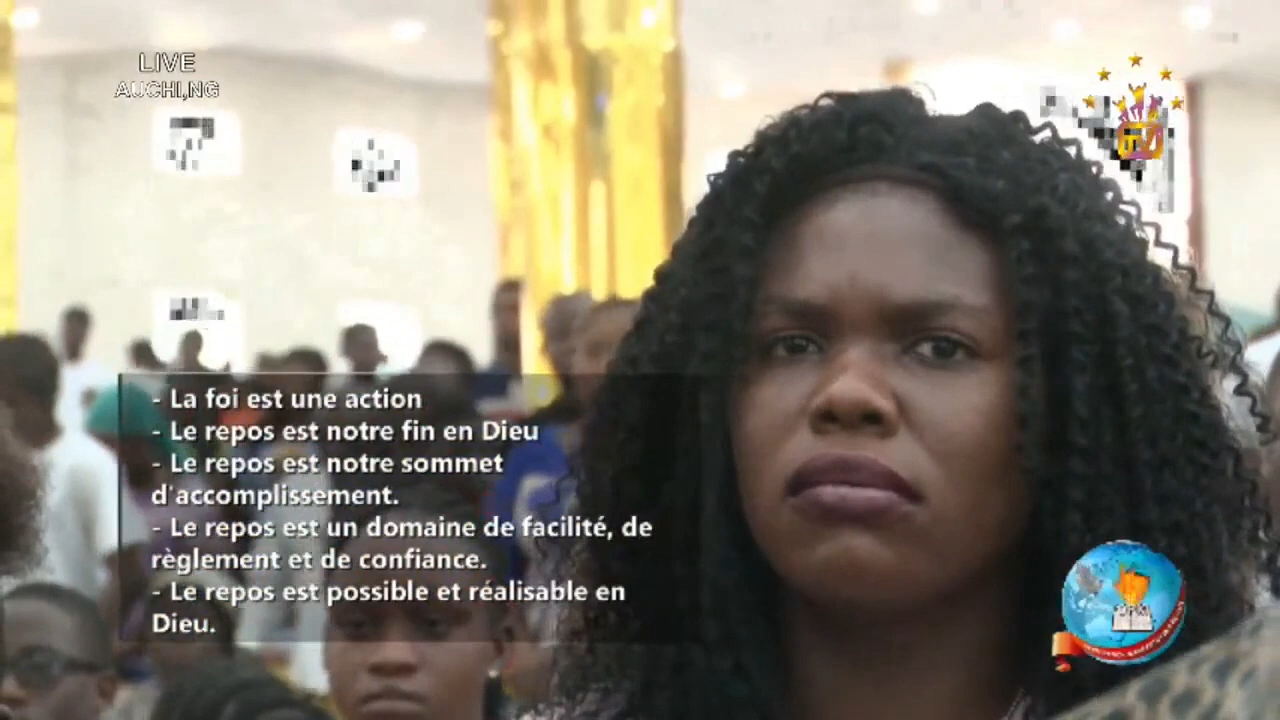 LIVE
AUCHI,NG
- La foi est une action
- Le repos est notre fin en Dieu
- Le repos est notre sommet
d'accomplissement.
- Le repos est un domaine de facilité, de
règlement et de confiance.
- Le repos est possible et réalisable en
Dieu.